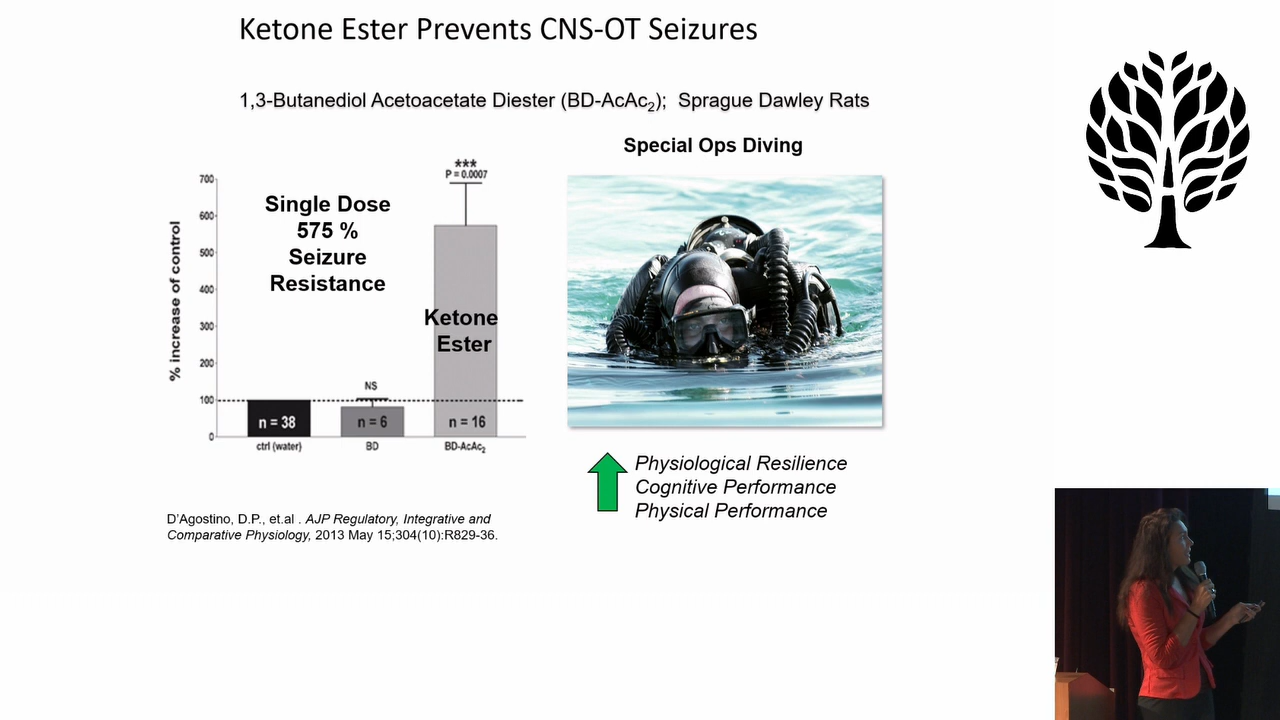 Ketone Ester Prevents CNS-OT Seizures
1,3-Butanediol Acetoacetate Diester (BD-AcAc₂); Sprague Dawley Rats
Special Ops Diving
***
P = 0.0007
700
600
500
400
300
200
100
0
% increase of control
Single Dose
575 %
Seizure
Resistance
Ketone
Ester
NS
n = 38
n = 6
n = 16
ctrl (water)
BD
BD-AcAc₂
Physiological Resilience
Cognitive Performance
Physical Performance
D'Agostino, D.P., et.al . AJP Regulatory, Integrative and
Comparative Physiology, 2013 May 15;304(10):R829-36.